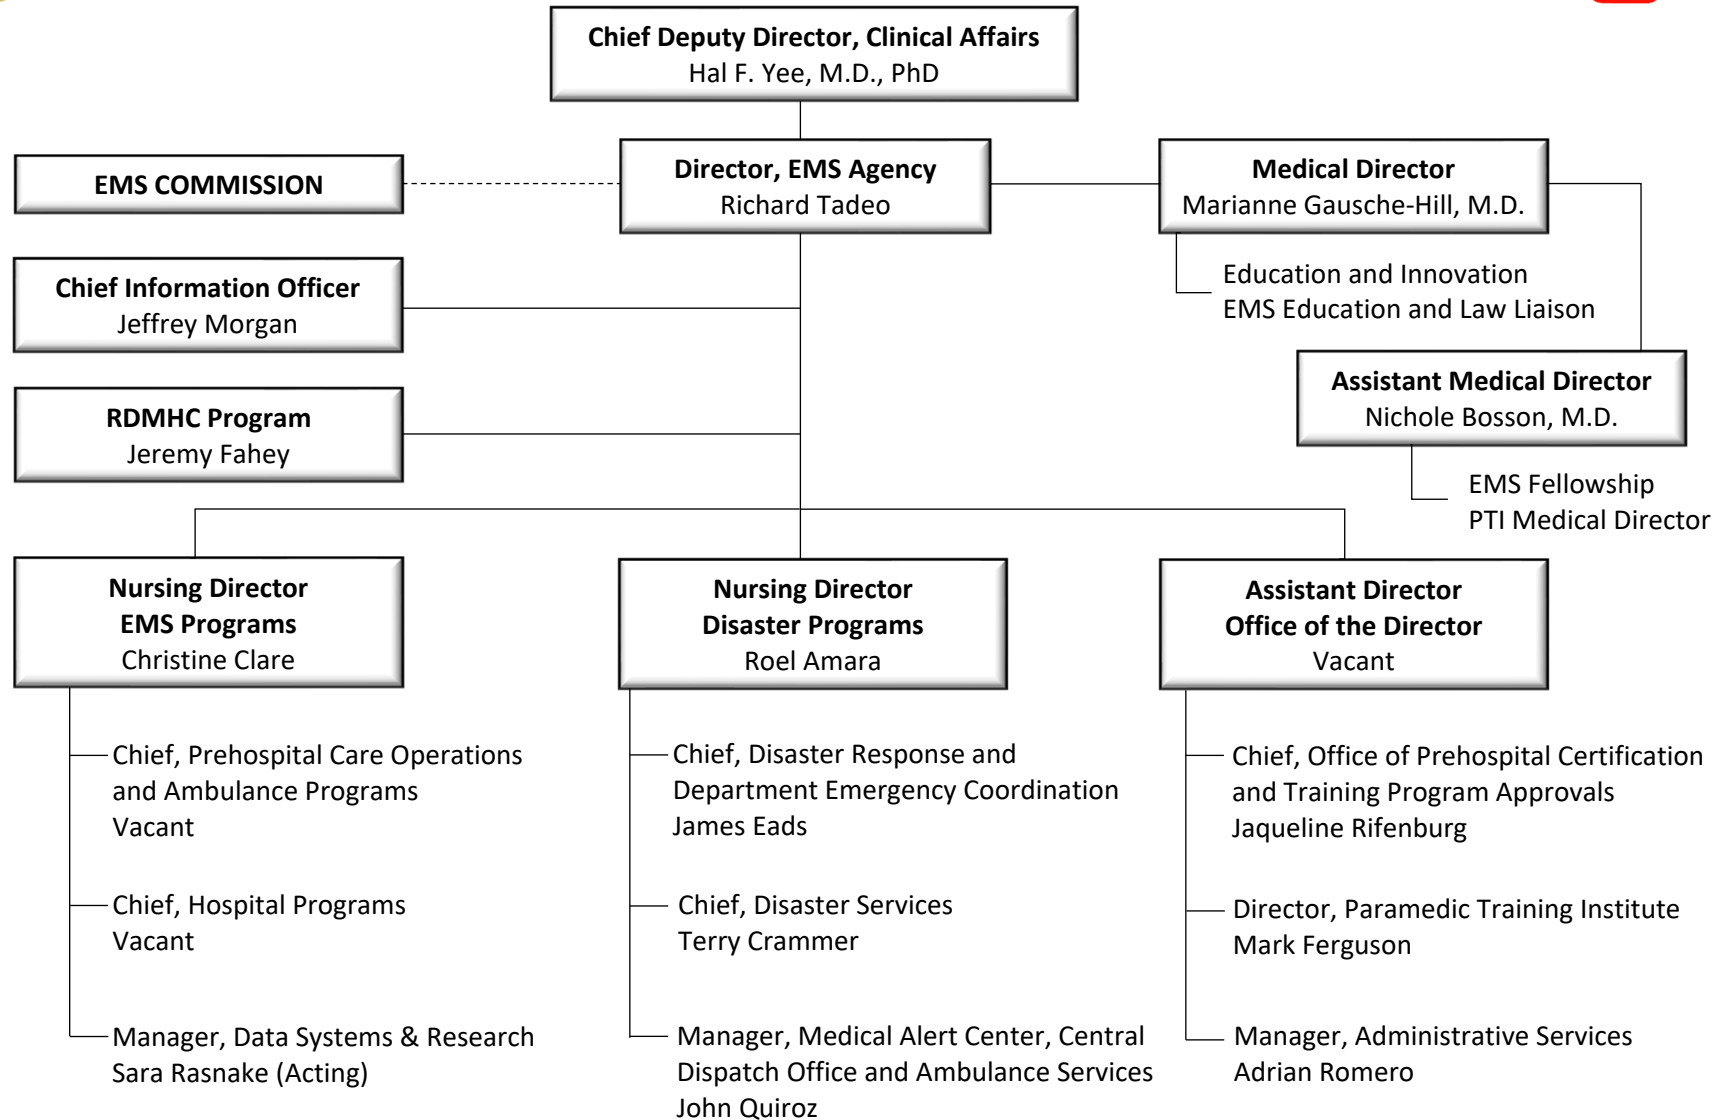 Chief Deputy Director, Clinical Affairs
Hal F. Yee, M.D., PhD
EMS COMMISSION
Director, EMS Agency
Richard Tadeo
Medical Director
Marianne Gausche-Hill, M.D.
Education and Innovation
EMS Education and Law Liaison
Chief Information Officer
Jeffrey Morgan
Assistant Medical Director
Nichole Bosson, M.D.
RDMHC Program
Jeremy Fahey
EMS Fellowship
PTI Medical Director
Nursing Director
EMS Programs
Christine Clare
Nursing Director
Disaster Programs
Roel Amara
Assistant Director
Office of the Director
Vacant
Chief, Prehospital Care Operations
and Ambulance Programs
Vacant
Chief, Hospital Programs
Vacant
Manager, Data Systems & Research
Sara Rasnake (Acting)
Chief, Disaster Response and
Department Emergency Coordination
James Eads
Chief, Disaster Services
Terry Crammer
Manager, Medical Alert Center, Central
Dispatch Office and Ambulance Services
John Quiroz
Chief, Office of Prehospital Certification
and Training Program Approvals
Jaqueline Rifenburg
Director, Paramedic Training Institute
Mark Ferguson
Manager, Administrative Services
Adrian Romero